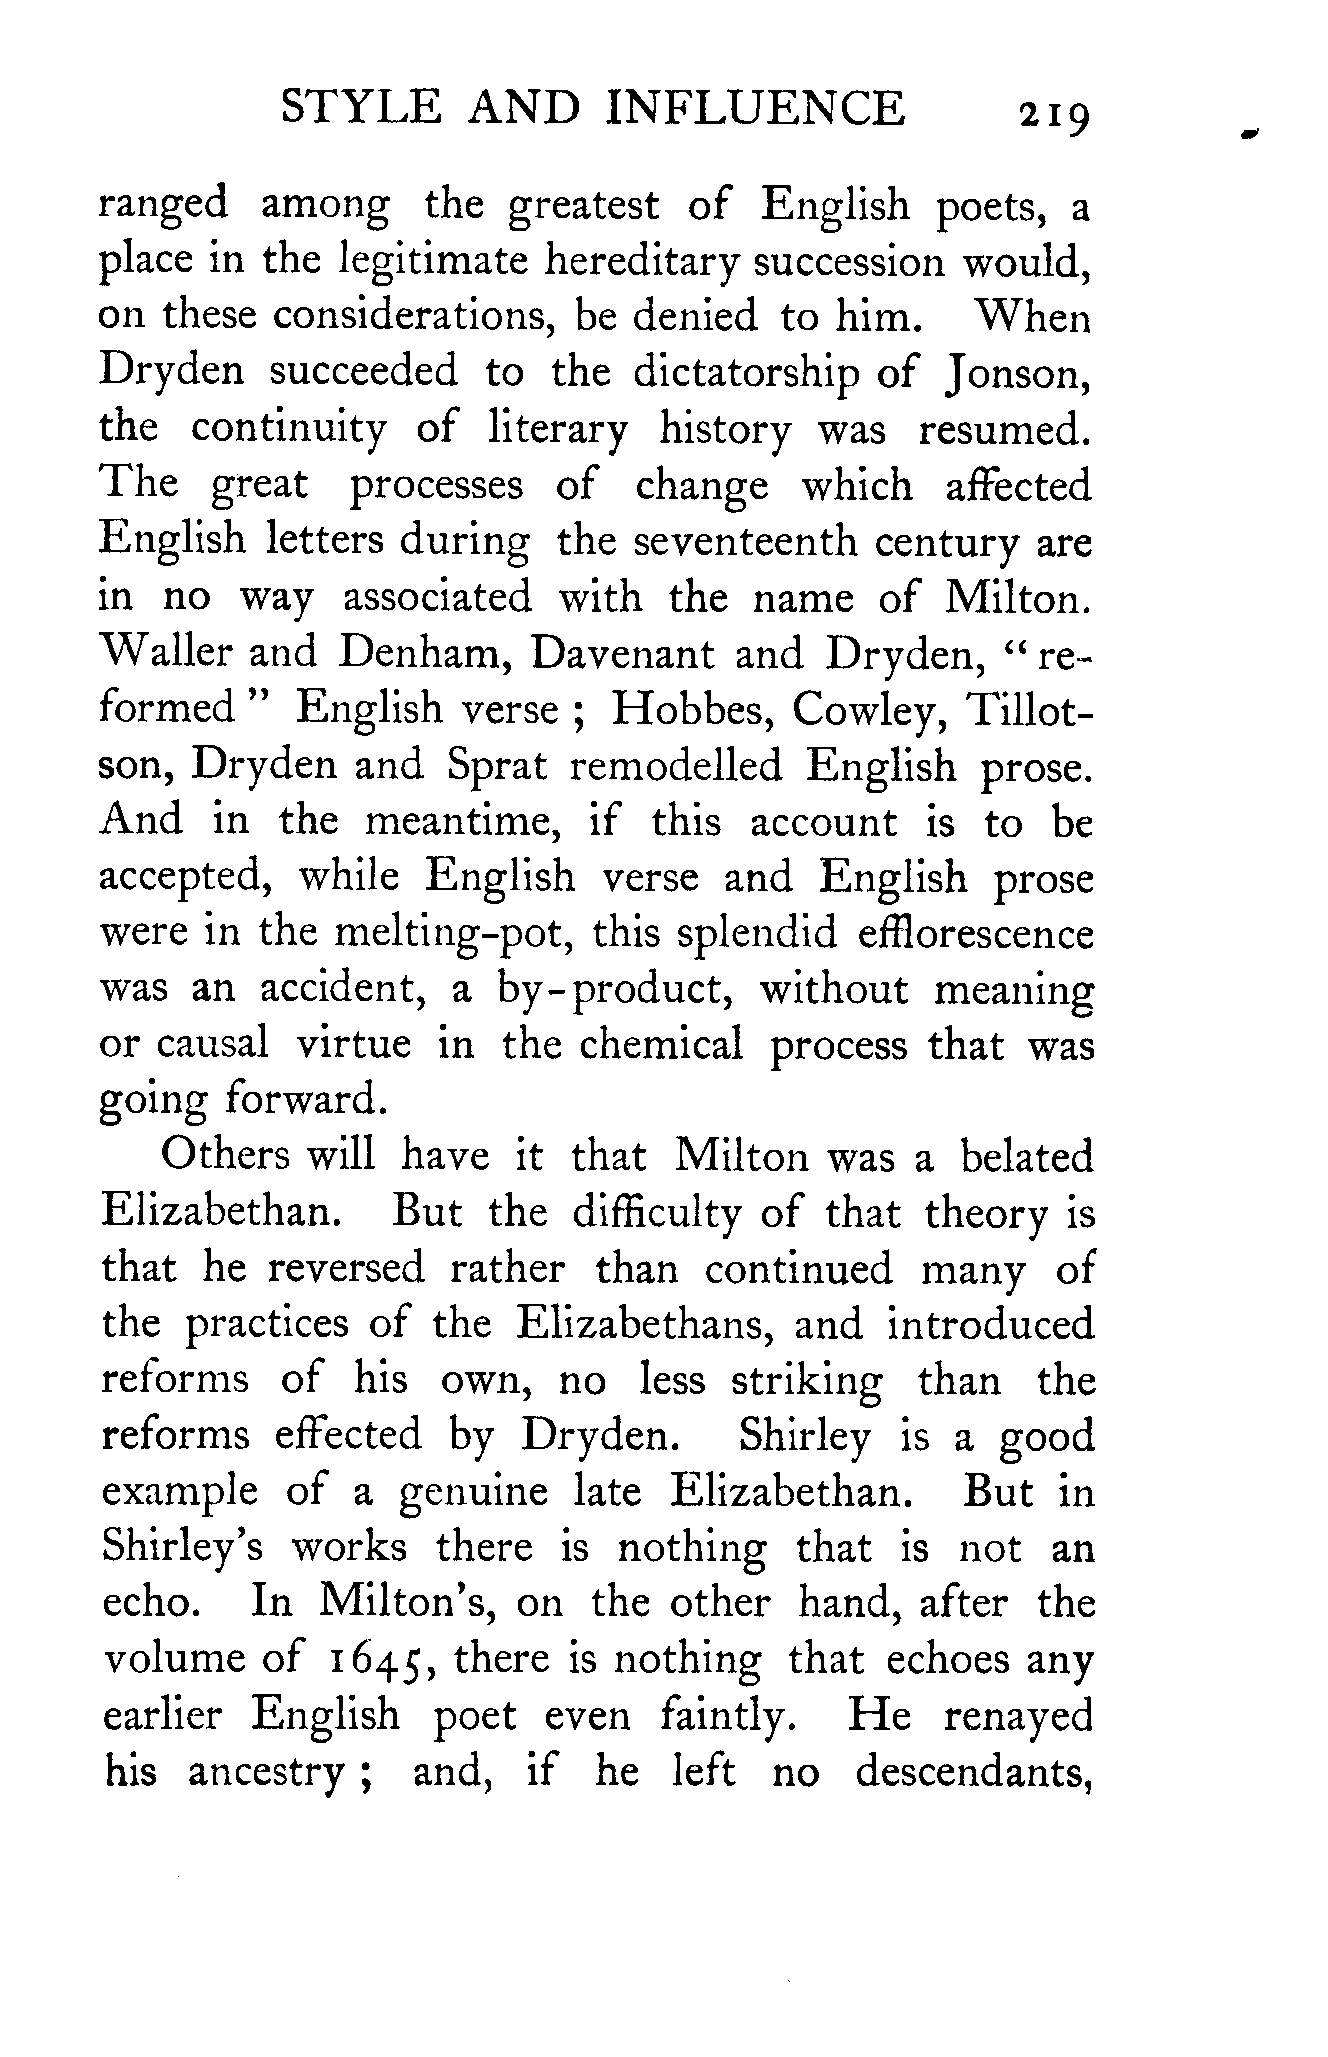 STYLE AND INFLUENCE 219
ranged among the greatest of English poets, a
place in the legitimate hereditary succession would,
on these considerations, be denied to him. When
Dryden succeeded to the dictatorship of Jonson,
the continuity of literary history was resumed.
The great processes of change which affected
English letters during the seventeenth century are
in no way associated with the name of Milton.
Waller and Denham, Davenant and Dryden, “ re-
formed ” English verse ; Hobbes, Cowley, Tillot-
son, Dryden and Sprat remodelled English prose.
And in the meantime, if this account is to be
accepted, while English verse and English prose
were in the melting-pot, this splendid efflorescence
was an accident, a by-product, without meaning
or causal virtue in the chemical process that was
going forward.
Others will have it that Milton was a belated
Elizabethan. But the difficulty of that theory is
that he reversed rather than continued many of
the practices of the Elizabethans, and introduced
reforms of his own, no less striking than the
reforms effected by Dryden. Shirley is a good
example of a genuine late Elizabethan. But in
Shirley’s works there is nothing that is not an
echo. In Milton’s, on the other hand, after the
volume of 1645, there is nothing that echoes any
earlier English poet even faintly. He renayed
his ancestry ; and, if he left no descendants,